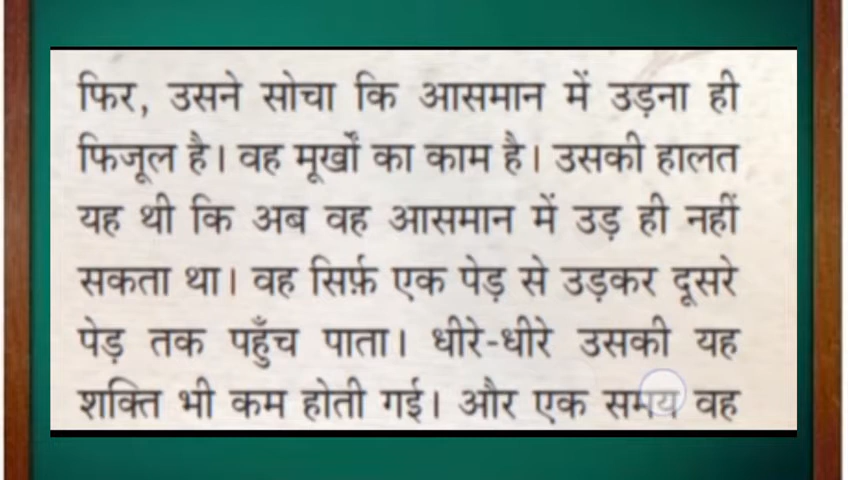 फिर, उसने सोचा कि आसमान में उड़ना ही
फिजूल है। वह मूर्खों का काम है। उसकी हालत
यह थी कि अब वह आसमान में उड़ ही नहीं
सकता था। वह सिर्फ़ एक पेड़ से उड़कर दूसरे
पेड़ तक पहुँच पाता। धीरे-धीरे उसकी यह
शक्ति भी कम होती गई। और एक समय वह